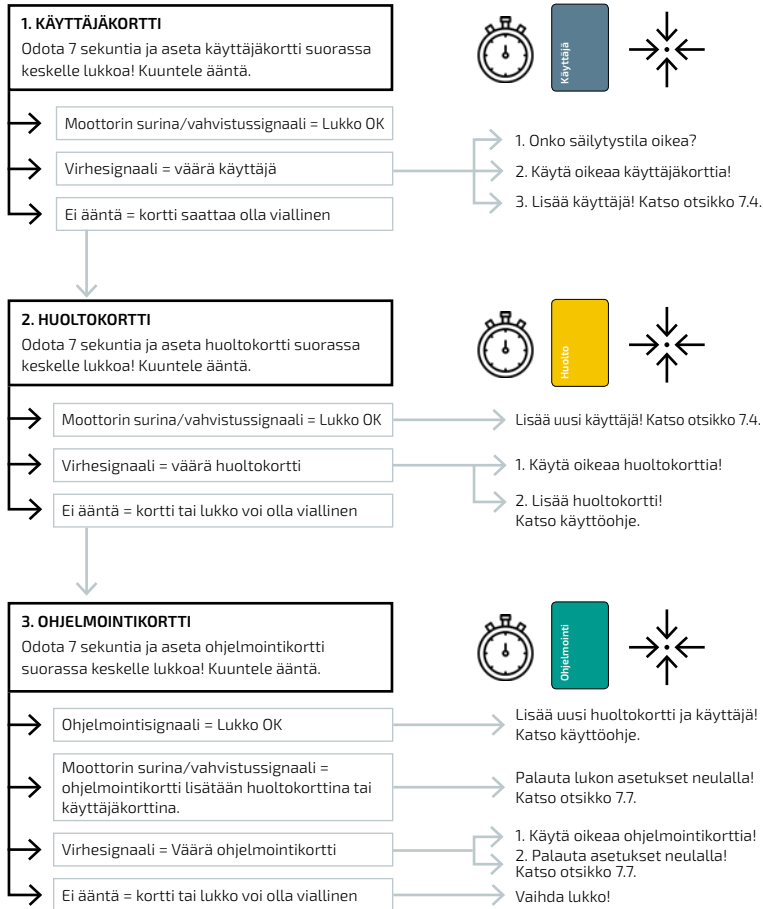 1. KÄYTTÄJÄKORTTI
Odota 7 sekuntia ja aseta käyttäjäkortti suorassa
keskelle lukkoa! Kuuntele ääntä.
Käyttäjä
Moottorin surina/vahvistussignaali = Lukko OK
Virhesignaali = väärä käyttäjä
Ei ääntä = kortti saattaa olla viallinen
1. Onko säilytystila oikea?
2. Käytä oikeaa käyttäjäkorttia!
3. Lisää käyttäjä! Katso otsikko 7.4.
2. HUOLTOKORTTI
Odota 7 sekuntia ja aseta huoltokortti suorassa
keskelle lukkoa! Kuuntele ääntä.
Huolto
Moottorin surina/vahvistussignaali = Lukko OK
Lisää uusi käyttäjä! Katso otsikko 7.4.
Virhesignaali = väärä huoltokortti
1. Käytä oikeaa huoltokorttia!
2. Lisää huoltokortti!
Katso käyttöohje.
Ei ääntä = kortti tai lukko voi olla viallinen
3. OHJELMOINTIKORTTI
Odota 7 sekuntia ja aseta ohjelmointikortti
suorassa keskelle lukkoa! Kuuntele ääntä.
Ohjelmointi
Ohjelmointisignaali = Lukko OK
Lisää uusi huoltokortti ja käyttäjä!
Katso käyttöohje.
Moottorin surina/vahvistussignaali =
ohjelmointikortti lisätään huoltokorttina tai
käyttäjäkorttina.
Palauta lukon asetukset neulalla!
Katso otsikko 7.7.
Virhesignaali = Väärä ohjelmointikortti
1. Käytä oikeaa ohjelmointikorttia!
2. Palauta asetukset neulalla!
Katso otsikko 7.7.
Ei ääntä = kortti tai lukko voi olla viallinen
Vaihda lukko!